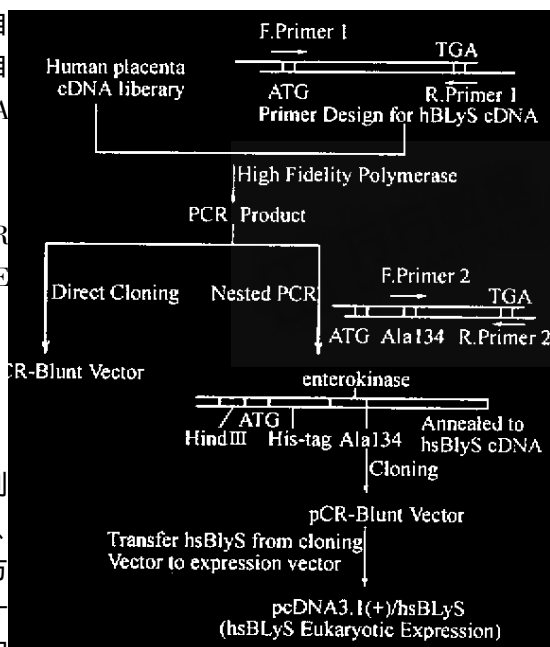 F.Primer 1
TGA
Human placenta
cDNA liberary
ATG
R.Primer 1
Primer Design for hBLyS cDNA
High Fidelity Polymerase
PCR Product
Direct Cloning
Nested PCR
F.Primer 2
TGA
ATG Ala134 R.Primer 2
CR-Blunt Vector
enterokinase
ATG
HindⅢ His-tag Ala134
Annealed to
hsBlyS cDNA
Cloning
pCR-Blunt Vector
Transfer hsBlyS from cloning
Vector to expression vector
pcDNA3.1(+)/hsBLyS
(hsBLyS Eukaryotic Expression)